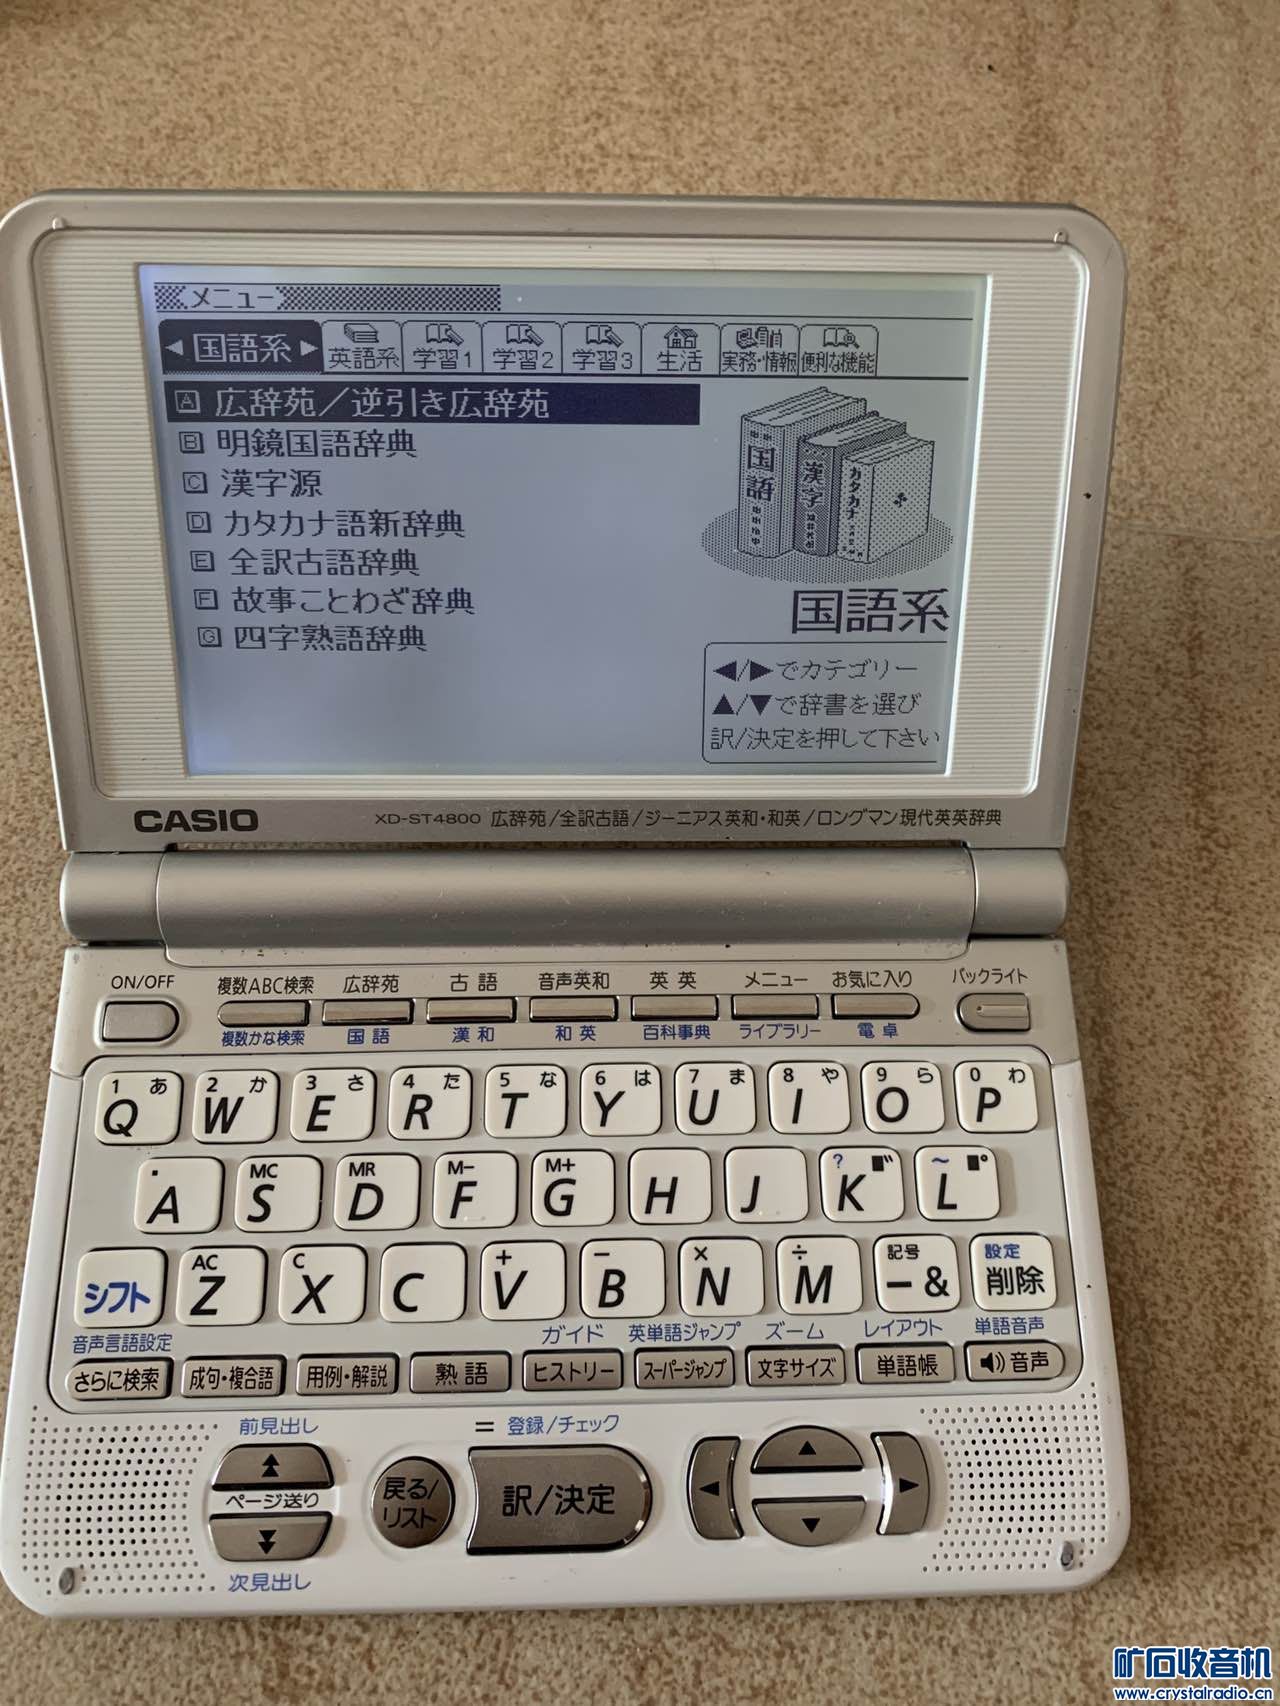 メニュー
国語系 英語系 学習1 学習2 学習3 生活 実務・情報 便利な機能
A 広辞苑／逆引き広辞苑
B 明鏡国語辞典
C 漢字源
D カタカナ語新辞典
E 全訳古語辞典
F 故事ことわざ辞典
G 四字熟語辞典
国語 漢字 カタカナ
国語系
◀/▶でカテゴリー
▲/▼で辞書を選び
訳/決定を押して下さい
CASIO XD-ST4800 広辞苑/全訳古語/ジーニアス英和・和英/ロングマン現代英英辞典
ON/OFF 複数ABC検索 広辞苑 古語 音声英和 英英 メニュー お気に入り バックライト
複数かな検索 国語 漢和 和英 百科事典 ライブラリー 電卓
1 あ 2 か 3 さ 4 た 5 な 6 は 7 ま 8 や 9 ら 0 わ
Q W E R T Y U I O P
. MC MR M- M+ ? ゛ ～ ゜
A S D F G H J K L
AC C + − × ÷ 記号 設定
シフト Z X C V B N M ー& 削除
音声言語設定 ガイド 英単語ジャンプ ズーム レイアウト 単語音声
さらに検索 成句・複合語 用例・解説 熟語 ヒストリー スーパージャンプ 文字サイズ 単語帳 音声
前見出し = 登録/チェック
ページ送り 戻る/リスト 訳/決定
次見出し
矿石收音机
www.crystalradio.cn